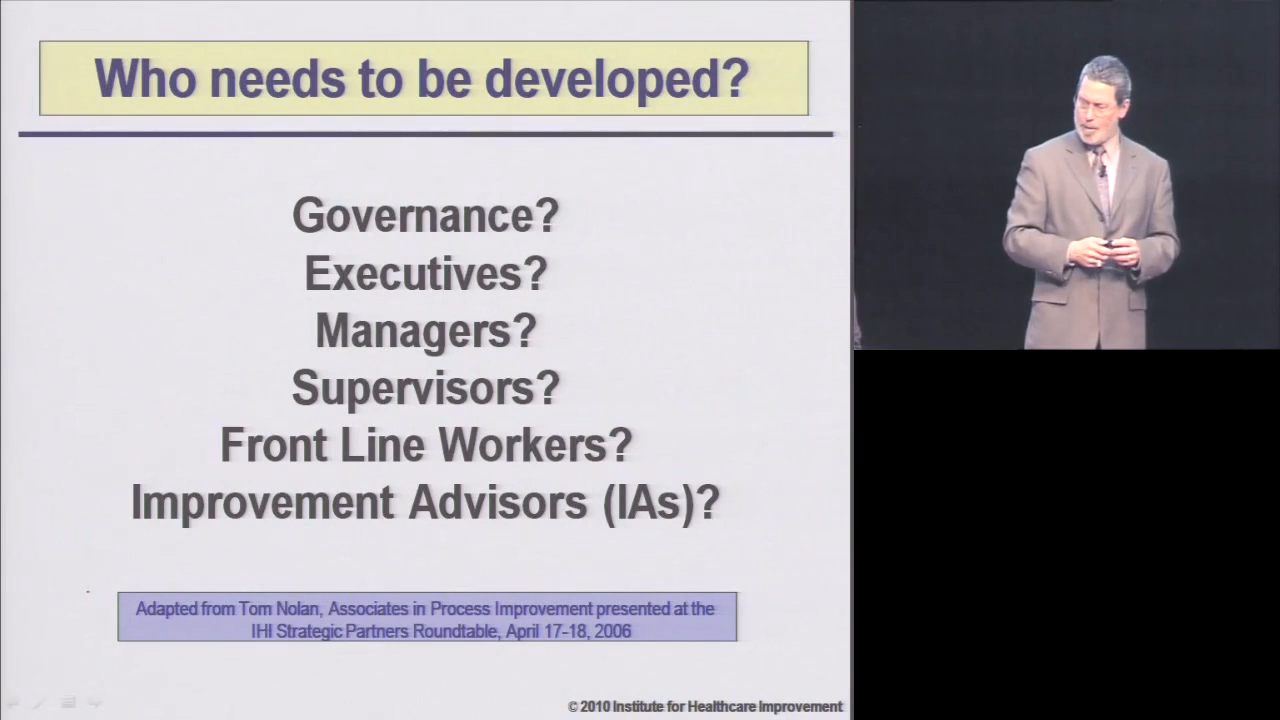 Who needs to be developed?
Governance?
Executives?
Managers?
Supervisors?
Front Line Workers?
Improvement Advisors (IAs)?
Adapted from Tom Nolan, Associates in Process Improvement presented at the
IHI Strategic Partners Roundtable, April 17-18, 2006
© 2010 Institute for Healthcare Improvement